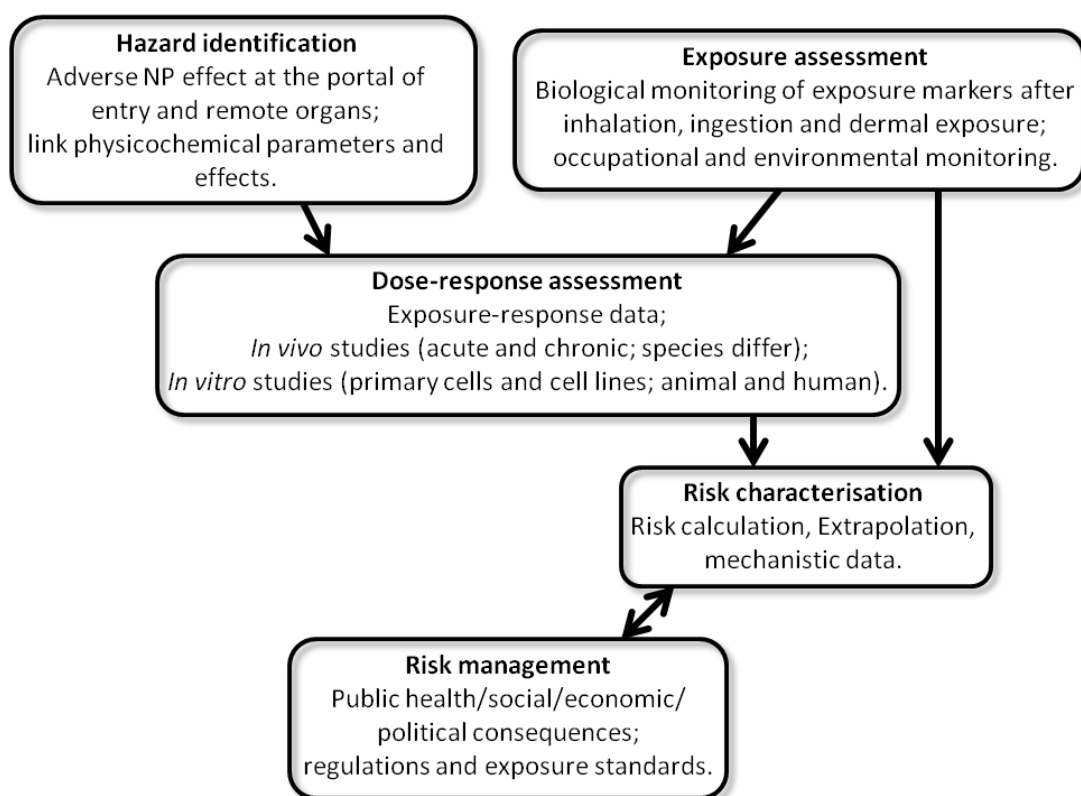 Hazard identification
Adverse NP effect at the portal of
entry and remote organs;
link physicochemical parameters and
effects.
Exposure assessment
Biological monitoring of exposure markers after
inhalation, ingestion and dermal exposure;
occupational and environmental monitoring.
Dose-response assessment
Exposure-response data;
In vivo studies (acute and chronic; species differ);
In vitro studies (primary cells and cell lines; animal and human).
Risk characterisation
Risk calculation, Extrapolation,
mechanistic data.
Risk management
Public health/social/economic/
political consequences;
regulations and exposure standards.